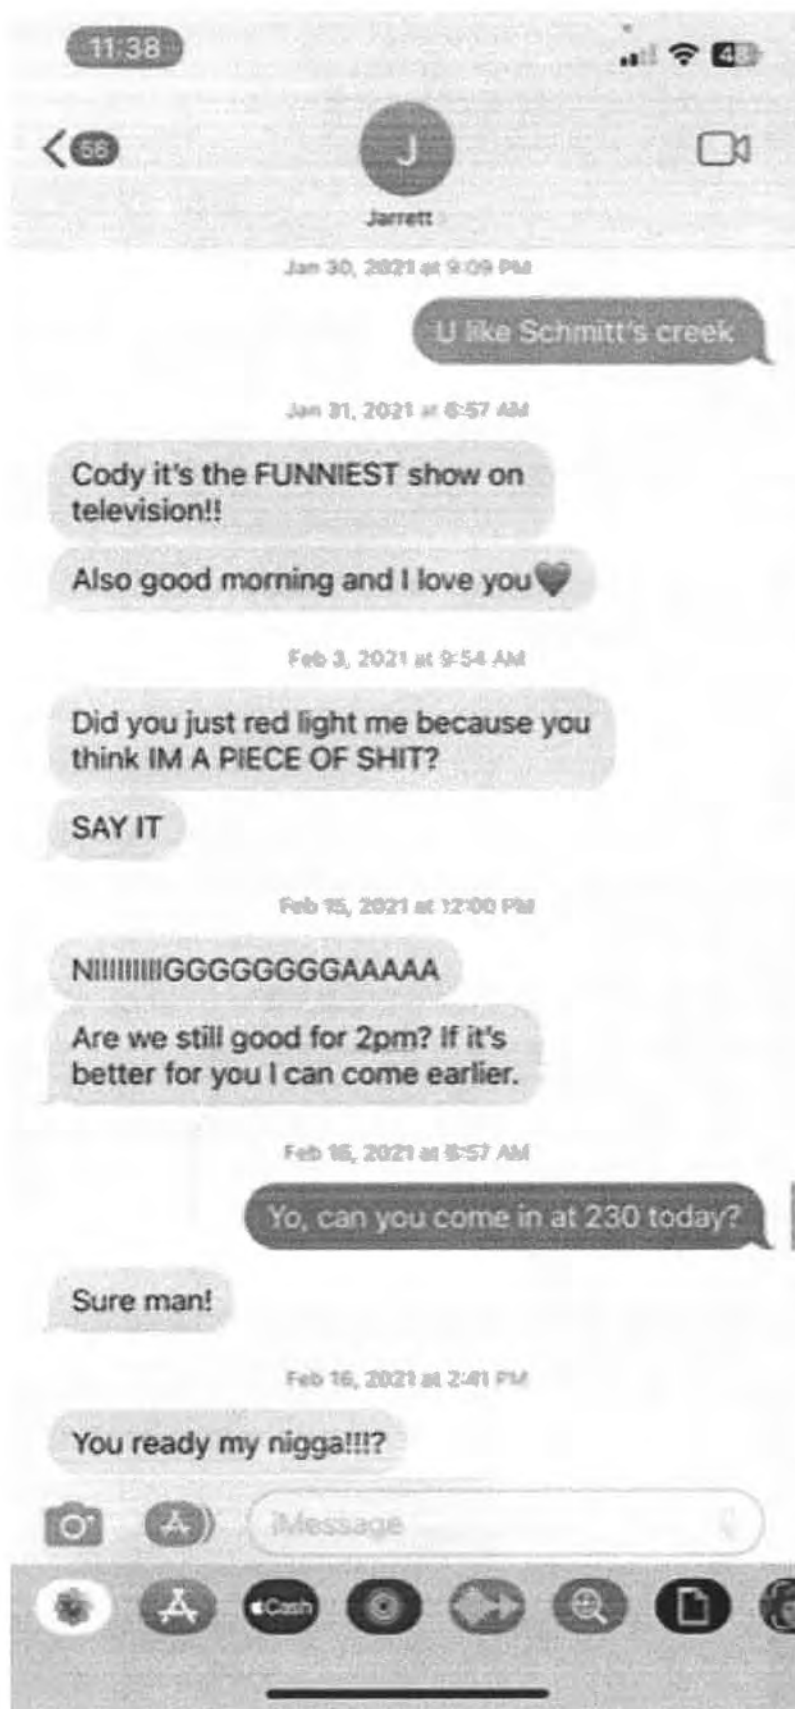 11:38
56
J
Jarrett
Jan 30, 2021 at 9:09 PM
U like Schmitt's creek
Jan 31, 2021 at 6:57 AM
Cody it's the FUNNIEST show on
television!!
Also good morning and I love you
Feb 3, 2021 at 9:54 AM
Did you just red light me because you
think IM A PIECE OF SHIT?
SAY IT
Feb 15, 2021 at 12:00 PM
NIIIIIIIIIIGGGGGGGGAAAAA
Are we still good for 2pm? If it's
better for you I can come earlier.
Feb 16, 2021 at 6:57 AM
Yo, can you come in at 230 today?
Sure man!
Feb 16, 2021 at 2:41 PM
You ready my nigga!!!?
iMessage
Cash